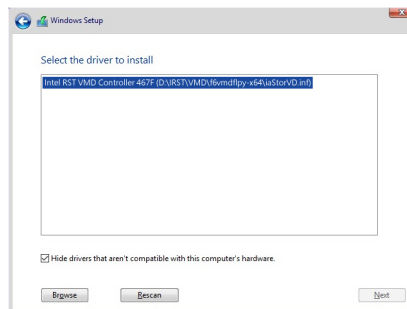 Windows Setup
Select the driver to install
Intel RST VMD Controller 467F (D:\IRST\VMD\f6vmdflpy-x64\iaStorVD.inf)
Hide drivers that aren't compatible with this computer's hardware.
Browse
Rescan
Next